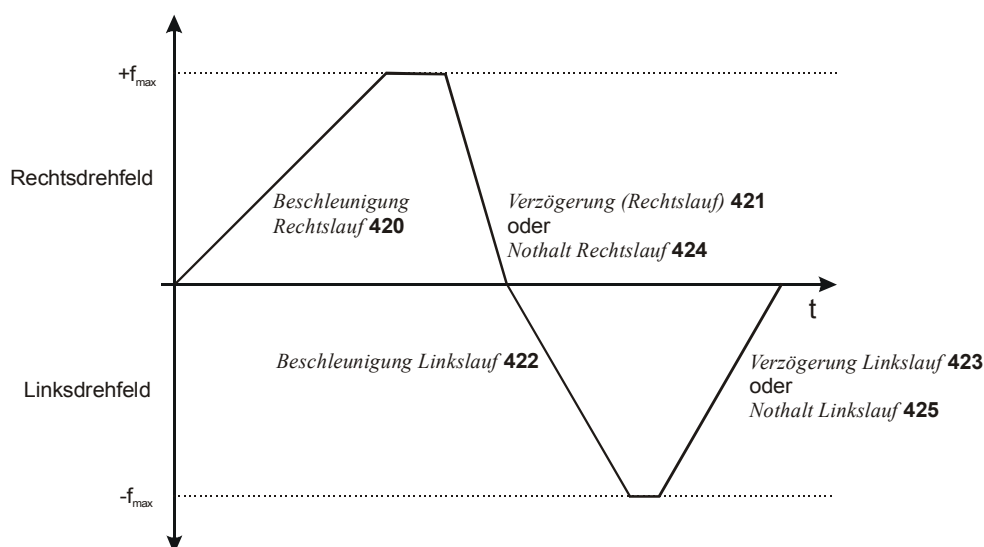 +fmax
Rechtsdrehfeld
Beschleunigung
Rechtslauf 420
Verzögerung (Rechtslauf) 421
oder
Nothalt Rechtslauf 424
t
Beschleunigung Linkslauf 422
Verzögerung Linkslauf 423
oder
Nothalt Linkslauf 425
Linksdrehfeld
-fmax